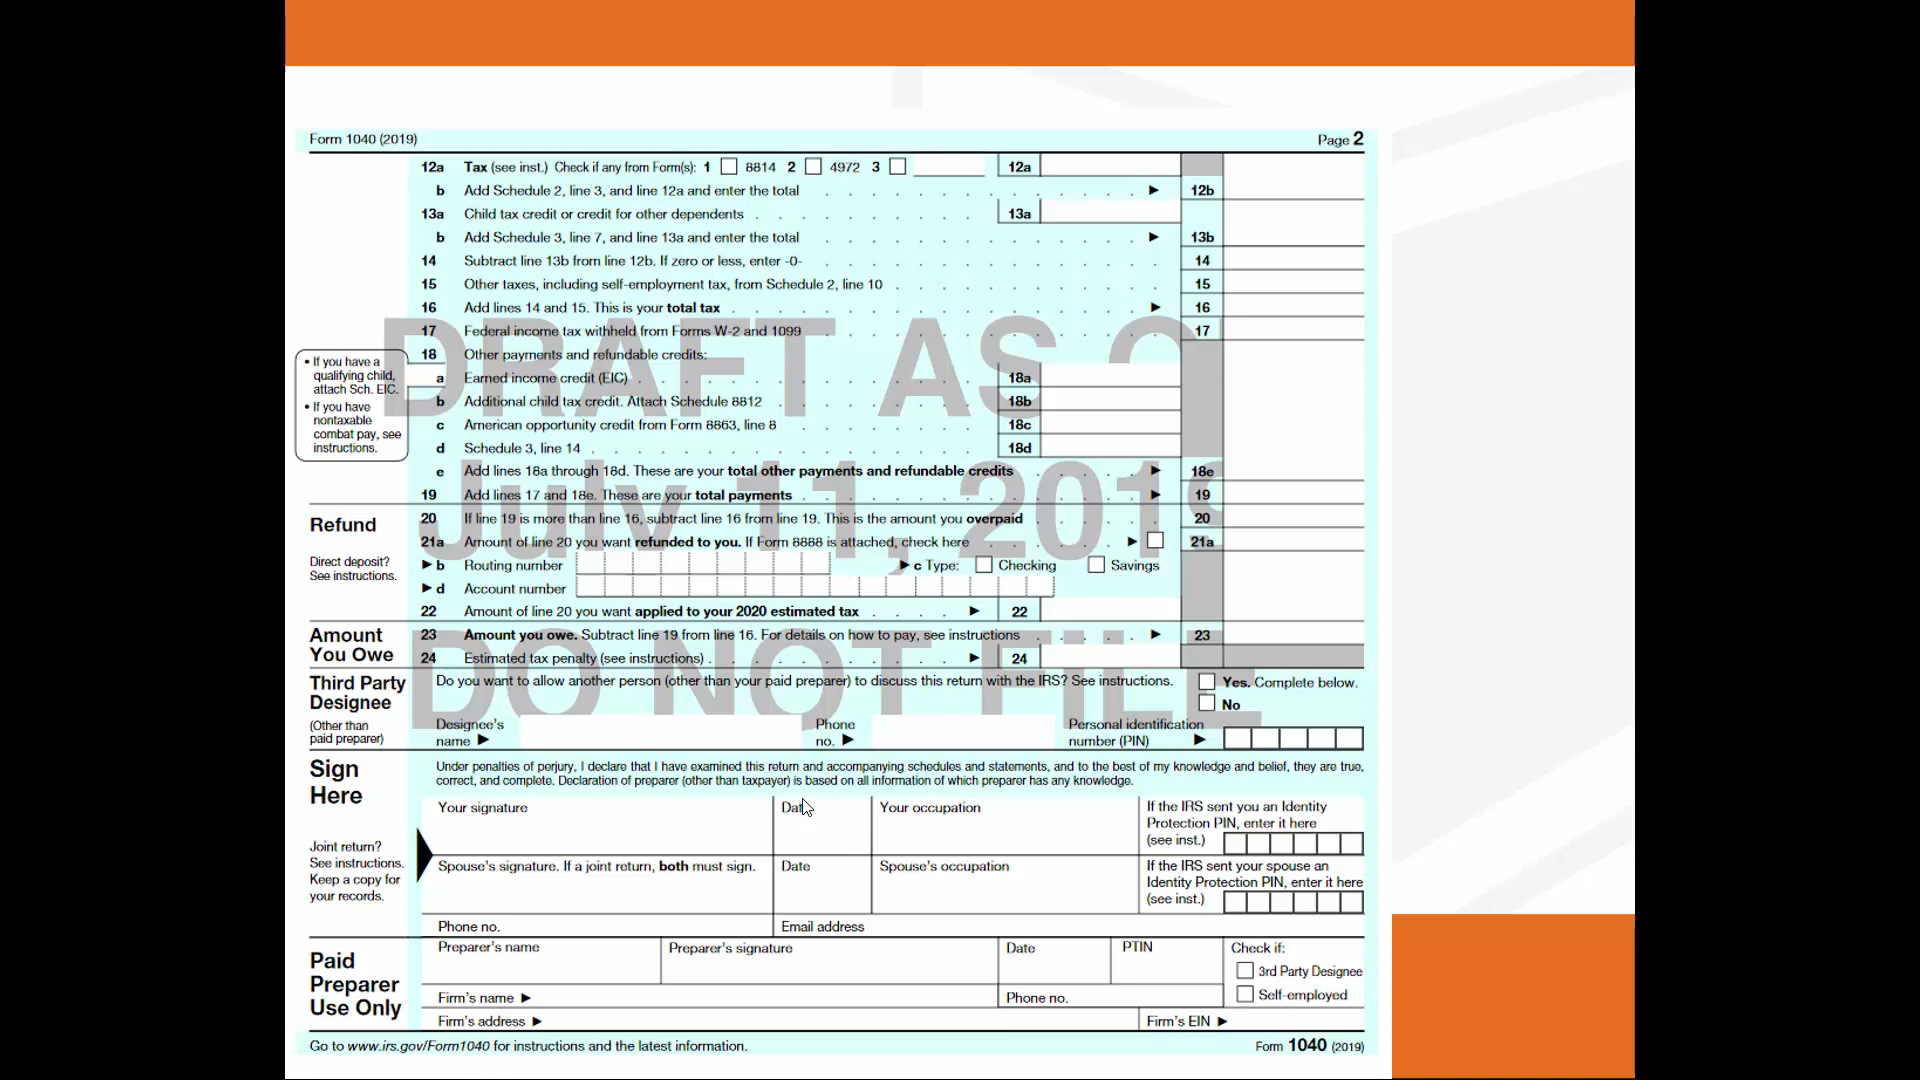 Form 1040 (2019) Page 2
12a Tax (see inst.) Check if any from Form(s): 1 8814 2 4972 3 12a
b Add Schedule 2, line 3, and line 12a and enter the total 12b
13a Child tax credit or credit for other dependents 13a
b Add Schedule 3, line 7, and line 13a and enter the total 13b
14 Subtract line 13b from line 12b. If zero or less, enter -0- 14
15 Other taxes, including self-employment tax, from Schedule 2, line 10 15
16 Add lines 14 and 15. This is your total tax 16
17 Federal income tax withheld from Forms W-2 and 1099 17
• If you have a qualifying child, attach Sch. EIC.
• If you have nontaxable combat pay, see instructions.
18 Other payments and refundable credits:
a Earned income credit (EIC) 18a
b Additional child tax credit. Attach Schedule 8812 18b
c American opportunity credit from Form 8863, line 8 18c
d Schedule 3, line 14 18d
e Add lines 18a through 18d. These are your total other payments and refundable credits 18e
19 Add lines 17 and 18e. These are your total payments 19
Refund
20 If line 19 is more than line 16, subtract line 16 from line 19. This is the amount you overpaid 20
21a Amount of line 20 you want refunded to you. If Form 8888 is attached, check here 21a
Direct deposit?
See instructions.
b Routing number c Type: Checking Savings
d Account number
22 Amount of line 20 you want applied to your 2020 estimated tax 22
Amount You Owe
23 Amount you owe. Subtract line 19 from line 16. For details on how to pay, see instructions 23
24 Estimated tax penalty (see instructions) 24
Third Party Designee
(Other than paid preparer)
Do you want to allow another person (other than your paid preparer) to discuss this return with the IRS? See instructions. Yes. Complete below.
No
Designee's name Phone no. Personal identification number (PIN)
DRAFT AS O
July 11, 2019
DO NOT FILE
Sign Here
Under penalties of perjury, I declare that I have examined this return and accompanying schedules and statements, and to the best of my knowledge and belief, they are true,
correct, and complete. Declaration of preparer (other than taxpayer) is based on all information of which preparer has any knowledge.
Joint return?
See instructions.
Keep a copy for
your records.
Your signature Date Your occupation If the IRS sent you an Identity Protection PIN, enter it here (see inst.)
Spouse's signature. If a joint return, both must sign. Date Spouse's occupation If the IRS sent your spouse an Identity Protection PIN, enter it here (see inst.)
Phone no. Email address
Paid Preparer Use Only
Preparer's name Preparer's signature Date PTIN Check if:
3rd Party Designee
Self-employed
Firm's name Phone no.
Firm's address Firm's EIN
Go to www.irs.gov/Form1040 for instructions and the latest information. Form 1040 (2019)